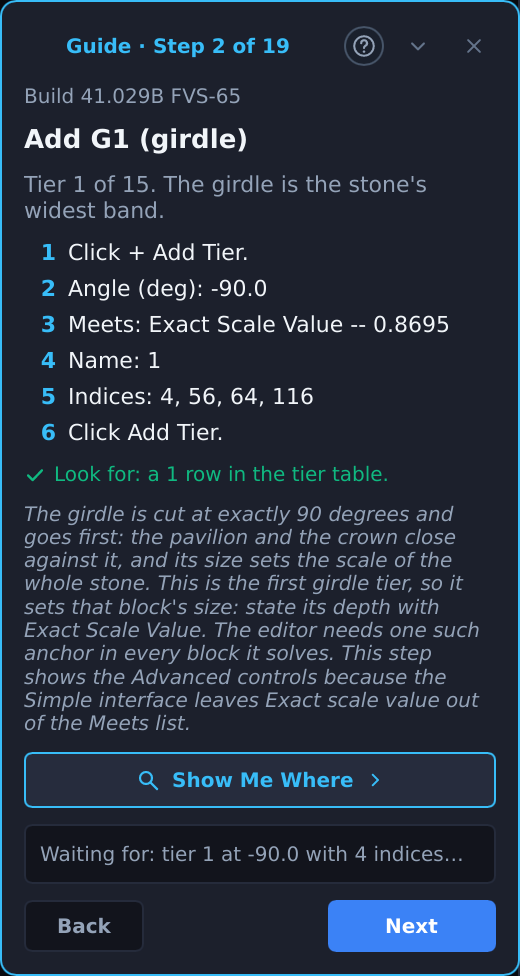 Guide · Step 2 of 19
Build 41.029B FVS-65
Add G1 (girdle)
Tier 1 of 15. The girdle is the stone's
widest band.
1 Click + Add Tier.
2 Angle (deg): -90.0
3 Meets: Exact Scale Value -- 0.8695
4 Name: 1
5 Indices: 4, 56, 64, 116
6 Click Add Tier.
Look for: a 1 row in the tier table.
The girdle is cut at exactly 90 degrees and
goes first: the pavilion and the crown close
against it, and its size sets the scale of the
whole stone. This is the first girdle tier, so it
sets that block's size: state its depth with
Exact Scale Value. The editor needs one such
anchor in every block it solves. This step
shows the Advanced controls because the
Simple interface leaves Exact scale value out
of the Meets list.
Show Me Where
Waiting for: tier 1 at -90.0 with 4 indices...
Back
Next